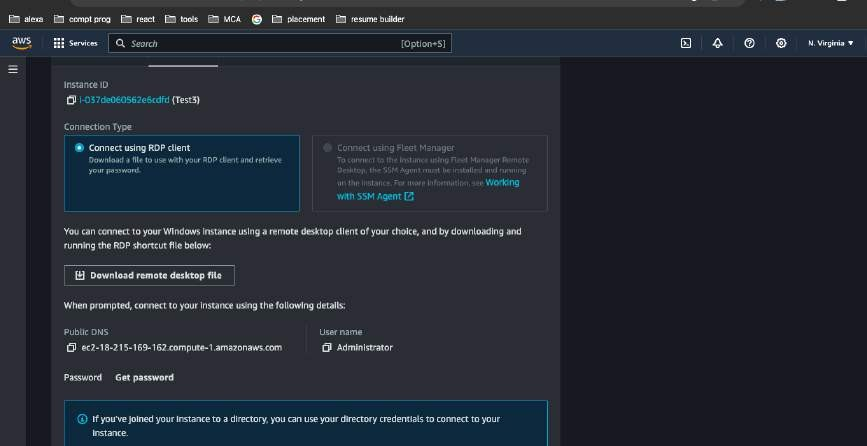 alexa compt prog react tools MCA placement resume builder
aws Services Search [Option+S] N. Virginia
Instance ID
i-037de060562e6cdfd (Test3)
Connection Type
Connect using RDP client
Download a file to use with your RDP client and retrieve
your password.
Connect using Fleet Manager
To connect to the instance using Fleet Manager Remote
Desktop, the SSM Agent must be installed and running
on the instance. For more information, see Working
with SSM Agent
You can connect to your Windows instance using a remote desktop client of your choice, and by downloading and
running the RDP shortcut file below:
Download remote desktop file
When prompted, connect to your instance using the following details:
Public DNS
ec2-18-215-169-162.compute-1.amazonaws.com
User name
Administrator
Password Get password
If you've joined your instance to a directory, you can use your directory credentials to connect to your
instance.